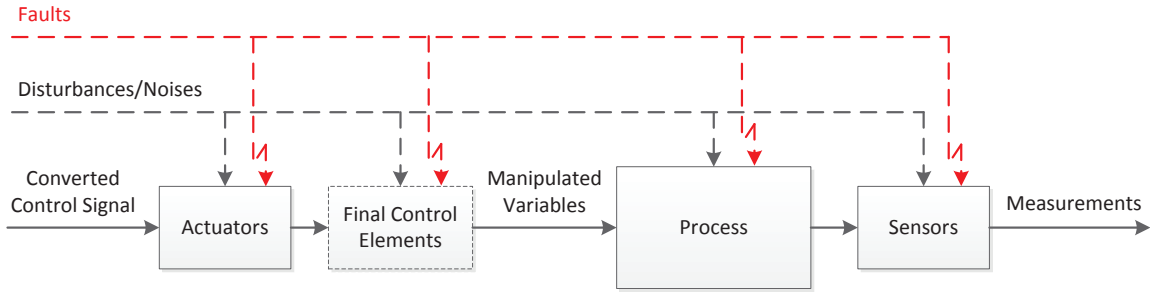 Faults
Disturbances/Noises
Converted
Control Signal
Actuators
Final Control
Elements
Manipulated
Variables
Process
Sensors
Measurements